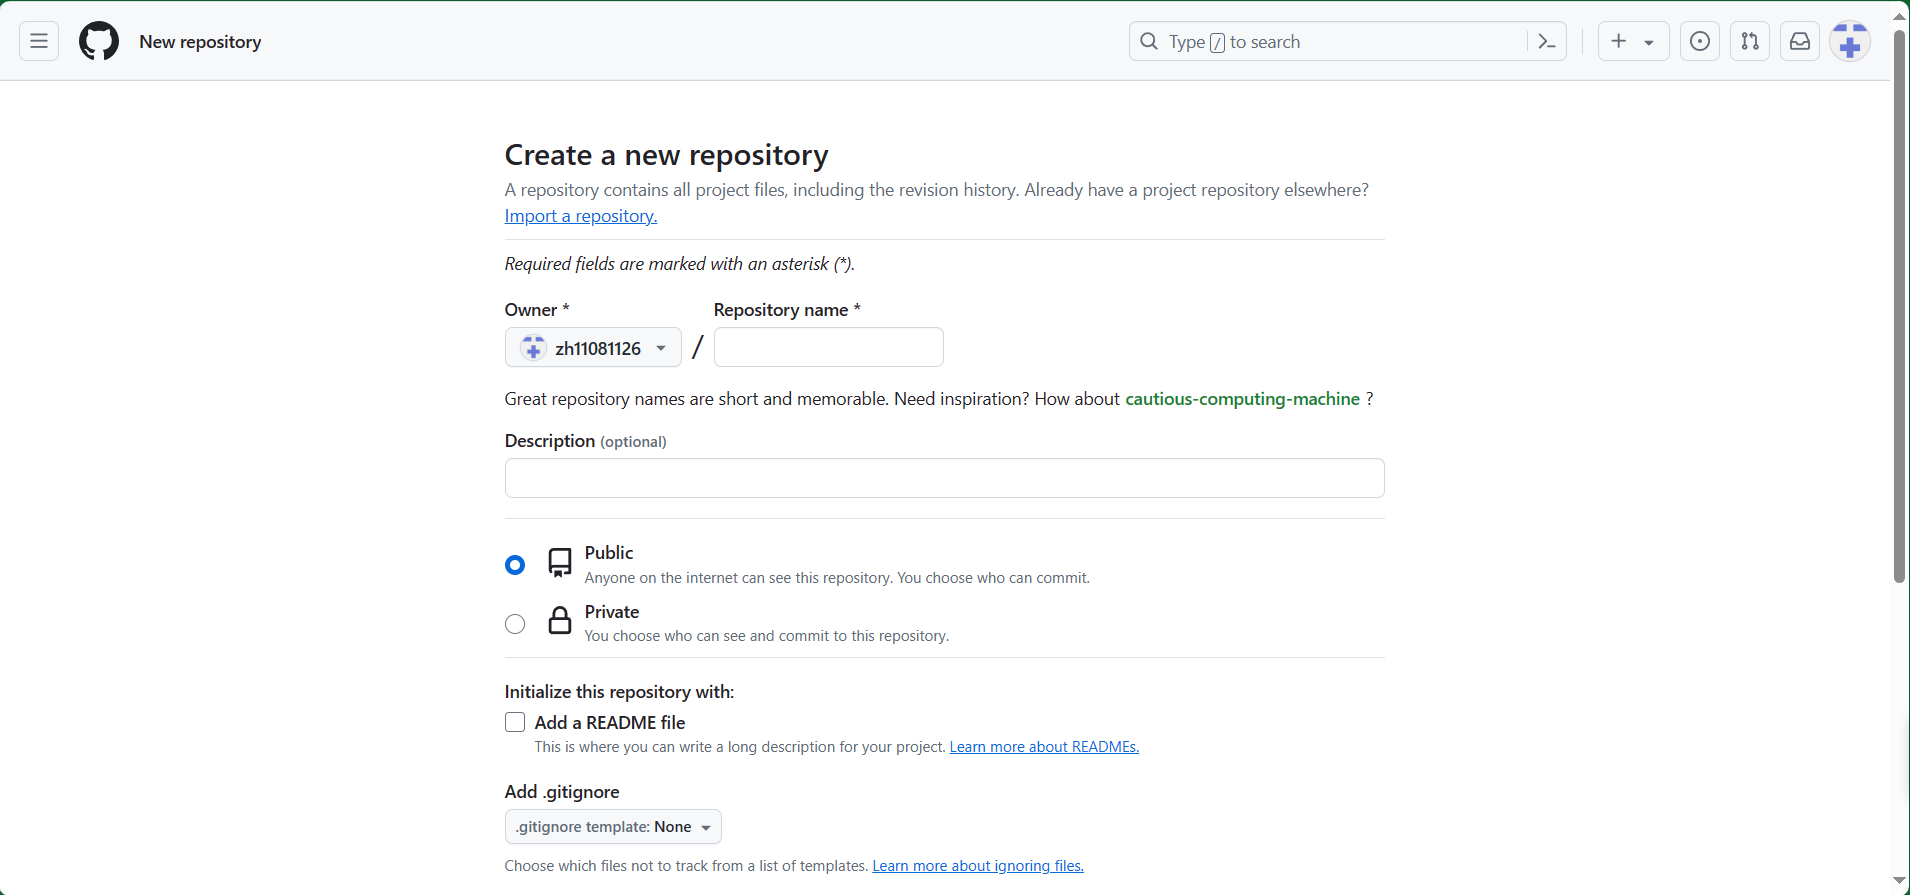 New repository
Type / to search
Create a new repository
A repository contains all project files, including the revision history. Already have a project repository elsewhere?
Import a repository.
Required fields are marked with an asterisk (*).
Owner *
Repository name *
zh11081126
/
Great repository names are short and memorable. Need inspiration? How about cautious-computing-machine ?
Description (optional)
Public
Anyone on the internet can see this repository. You choose who can commit.
Private
You choose who can see and commit to this repository.
Initialize this repository with:
Add a README file
This is where you can write a long description for your project. Learn more about READMEs.
Add .gitignore
.gitignore template: None
Choose which files not to track from a list of templates. Learn more about ignoring files.